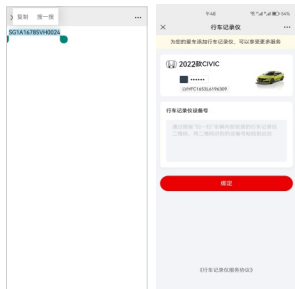 复制 搜一搜
SG1A1678SVH0024
9:48
94%
行车记录仪
为您的爱车添加行车记录仪，可以享受更多服务
2022款CIVIC
行车记录仪设备号
绑定
《行车记录仪服务协议》